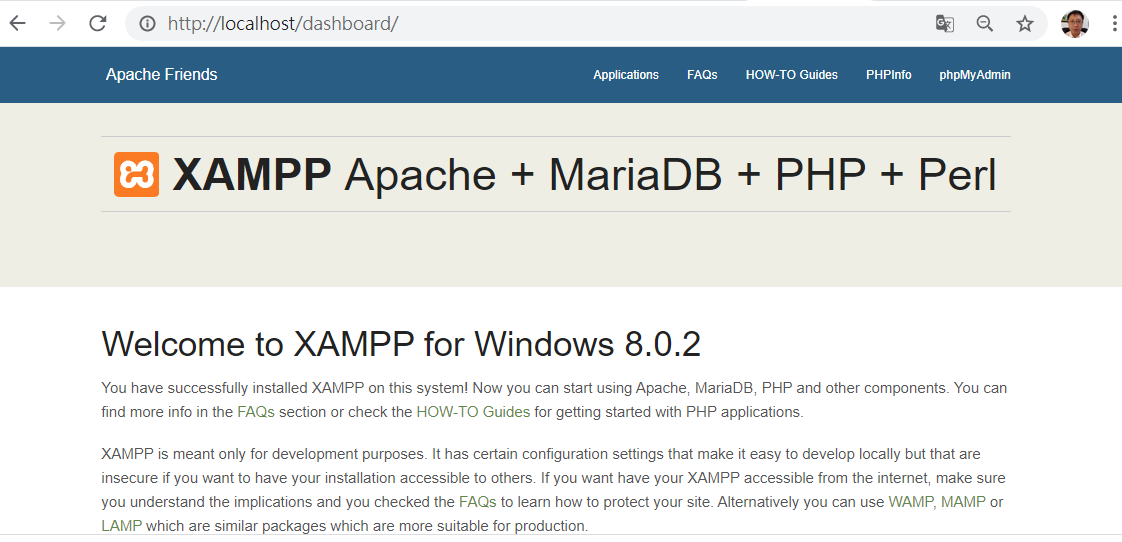 http://localhost/dashboard/
Apache Friends
Applications FAQs HOW-TO Guides PHPInfo phpMyAdmin
XAMPP Apache + MariaDB + PHP + Perl
Welcome to XAMPP for Windows 8.0.2
You have successfully installed XAMPP on this system! Now you can start using Apache, MariaDB, PHP and other components. You can
find more info in the FAQs section or check the HOW-TO Guides for getting started with PHP applications.
XAMPP is meant only for development purposes. It has certain configuration settings that make it easy to develop locally but that are
insecure if you want to have your installation accessible to others. If you want have your XAMPP accessible from the internet, make sure
you understand the implications and you checked the FAQs to learn how to protect your site. Alternatively you can use WAMP, MAMP or
LAMP which are similar packages which are more suitable for production.